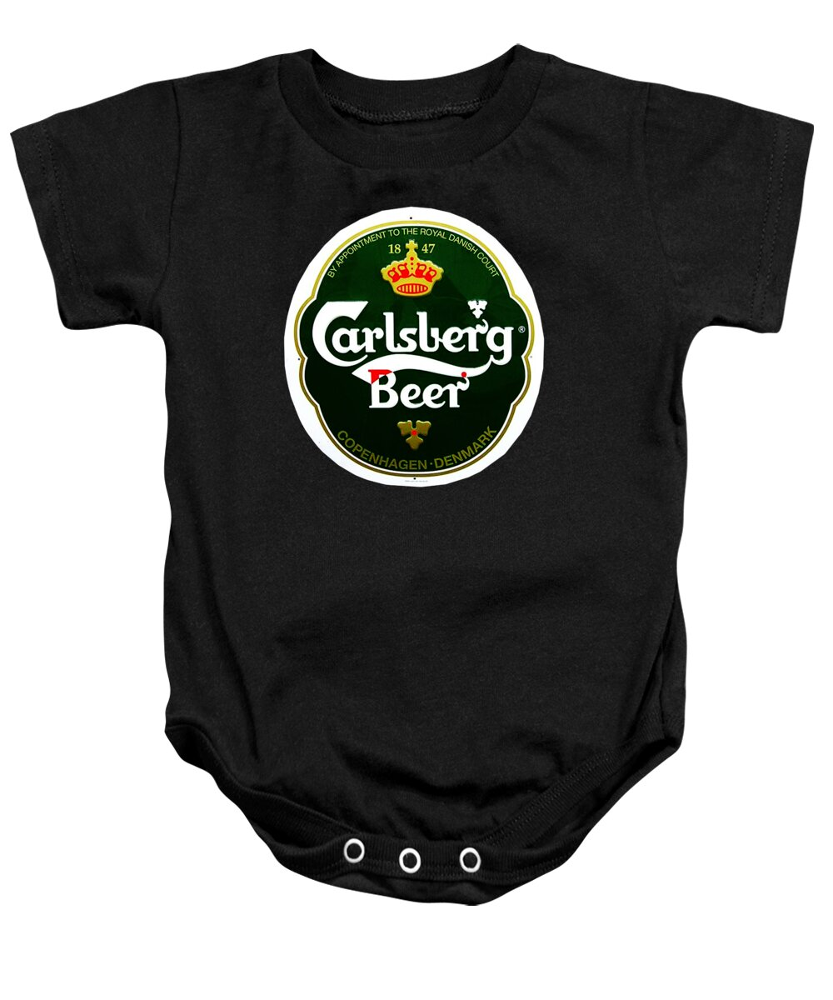 BY APPOINTMENT TO THE ROYAL DANISH COURT
18 47
Carlsberg ®
Beer
COPENHAGEN · DENMARK